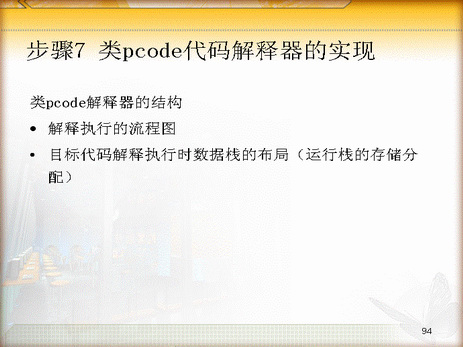 步骤7 类pcode代码解释器的实现
类pcode解释器的结构
• 解释执行的流程图
• 目标代码解释执行时数据栈的布局（运行栈的存储分
配）
94